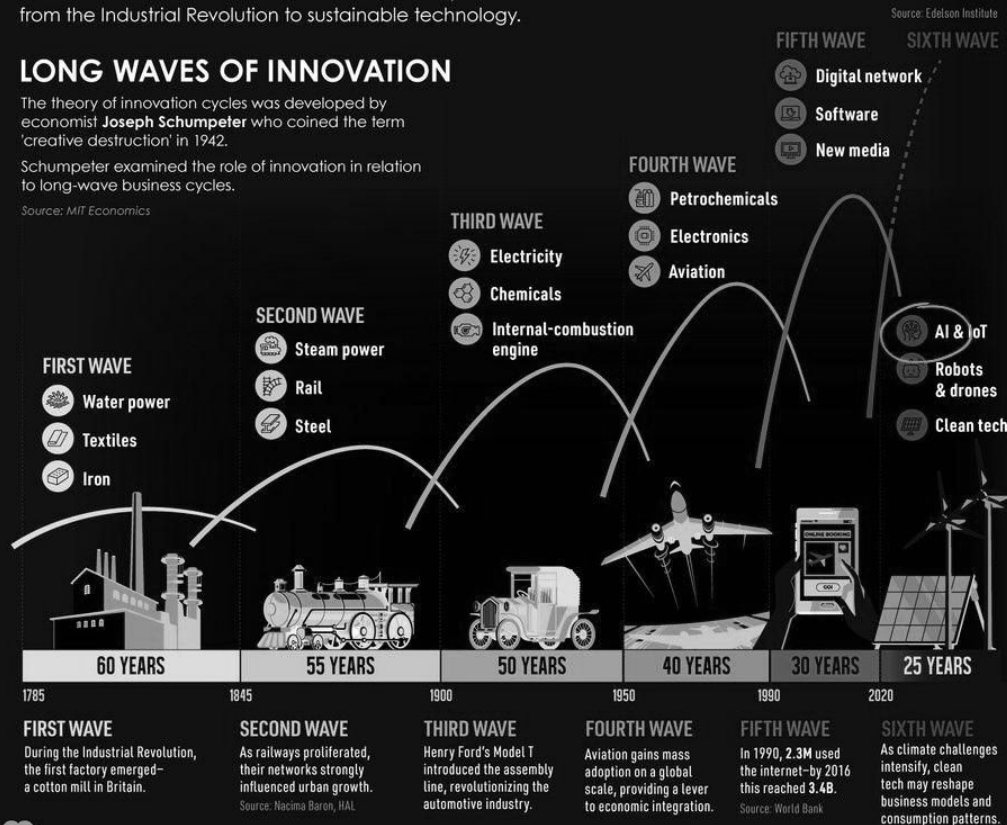 from the Industrial Revolution to sustainable technology.
Source: Edelson Institute
LONG WAVES OF INNOVATION
The theory of innovation cycles was developed by
economist Joseph Schumpeter who coined the term
'creative destruction' in 1942.
Schumpeter examined the role of innovation in relation
to long-wave business cycles.
Source: MIT Economics
FIRST WAVE
Water power
Textiles
Iron
SECOND WAVE
Steam power
Rail
Steel
THIRD WAVE
Electricity
Chemicals
Internal-combustion
engine
FOURTH WAVE
Petrochemicals
Electronics
Aviation
FIFTH WAVE
Digital network
Software
New media
SIXTH WAVE
AI & IoT
Robots
& drones
Clean tech
ONLINE BOOKING
GO!
60 YEARS
55 YEARS
50 YEARS
40 YEARS
30 YEARS
25 YEARS
1785
1845
1900
1950
1990
2020
FIRST WAVE
During the Industrial Revolution,
the first factory emerged–
a cotton mill in Britain.
SECOND WAVE
As railways proliferated,
their networks strongly
influenced urban growth.
Source: Nacima Baron, HAL
THIRD WAVE
Henry Ford's Model T
introduced the assembly
line, revolutionizing the
automotive industry.
FOURTH WAVE
Aviation gains mass
adoption on a global
scale, providing a lever
to economic integration.
FIFTH WAVE
In 1990, 2.3M used
the internet–by 2016
this reached 3.4B.
Source: World Bank
SIXTH WAVE
As climate challenges
intensify, clean
tech may reshape
business models and
consumption patterns.